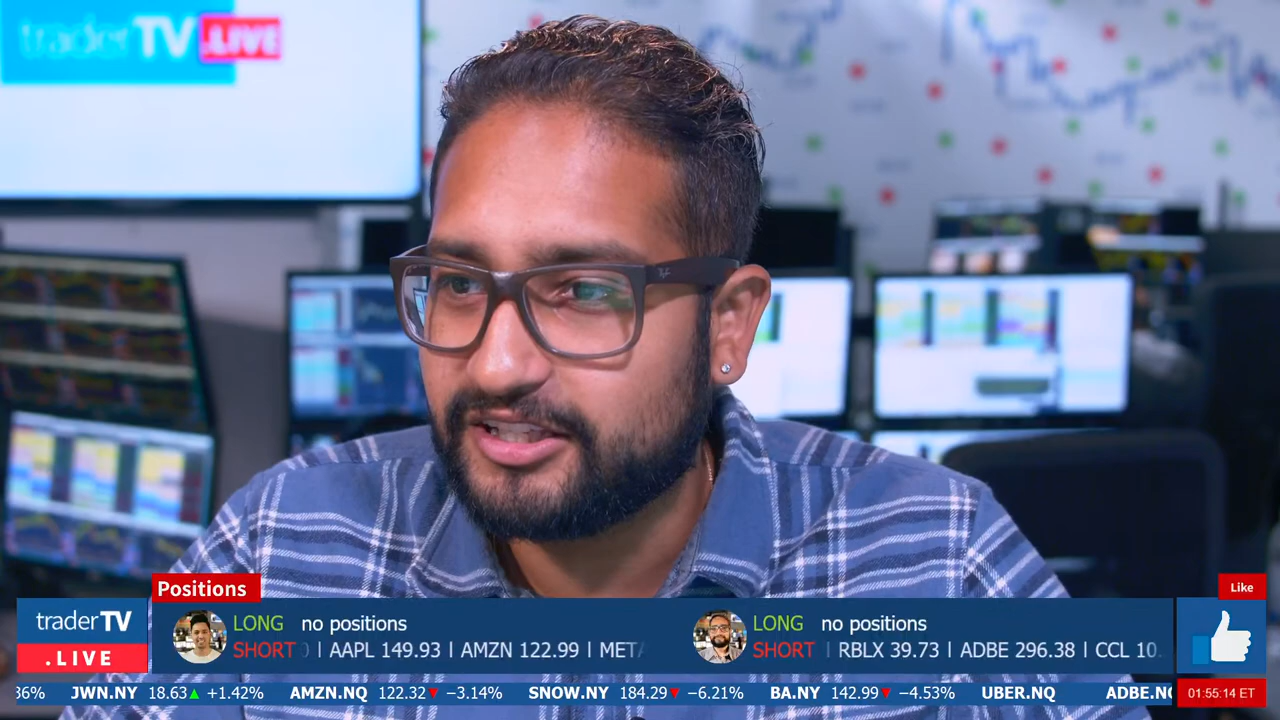 traderTV.LIVE
Positions
Like
traderTV
.LIVE
LONG no positions
SHORT | AAPL 149.93 | AMZN 122.99 | META
LONG no positions
SHORT | RBLX 39.73 | ADBE 296.38 | CCL 10
36% JWN.NY 18.63▲ +1.42% AMZN.NQ 122.32▼ −3.14% SNOW.NY 184.29▼ −6.21% BA.NY 142.99▼ −4.53% UBER.NQ ADBE.NQ
01:55:14 ET